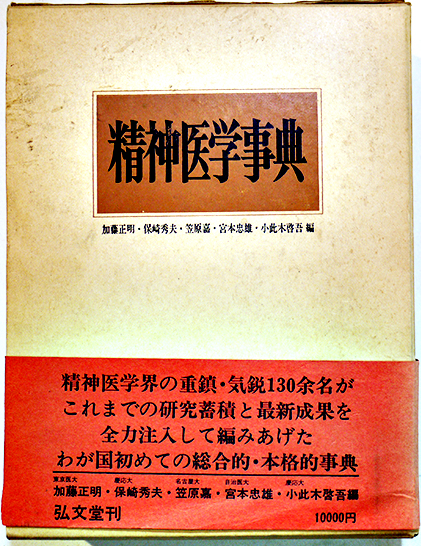 精神医学事典
加藤正明・保崎秀夫・笠原嘉・宮本忠雄・小此木啓吾 編
精神医学界の重鎮・気鋭130余名が
これまでの研究蓄積と最新成果を
全力注入して編みあげた
わが国初めての総合的・本格的事典
東京医大 慶応大 名古屋大 自治医大 慶応大
加藤正明・保崎秀夫・笠原嘉・宮本忠雄・小此木啓吾編
弘文堂刊 10000円